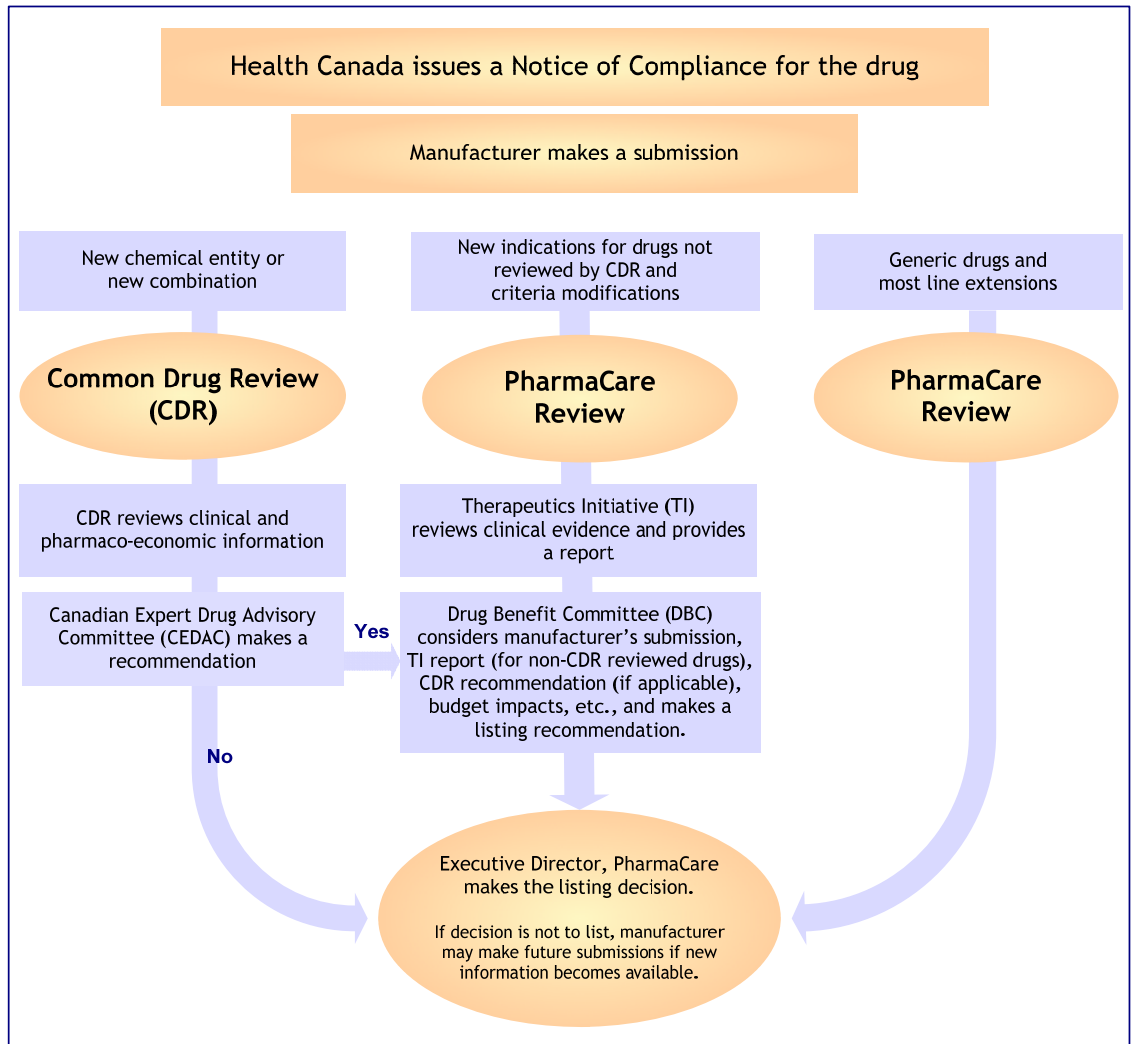 Health Canada issues a Notice of Compliance for the drug
Manufacturer makes a submission
New chemical entity or
new combination
New indications for drugs not
reviewed by CDR and
criteria modifications
Generic drugs and
most line extensions
Common Drug Review
(CDR)
PharmaCare
Review
PharmaCare
Review
CDR reviews clinical and
pharmaco-economic information
Therapeutics Initiative (TI)
reviews clinical evidence and provides
a report
Canadian Expert Drug Advisory
Committee (CEDAC) makes a
recommendation
Yes
Drug Benefit Committee (DBC)
considers manufacturer's submission,
TI report (for non-CDR reviewed drugs),
CDR recommendation (if applicable),
budget impacts, etc., and makes a
listing recommendation.
No
Executive Director, PharmaCare
makes the listing decision.
If decision is not to list, manufacturer
may make future submissions if new
information becomes available.